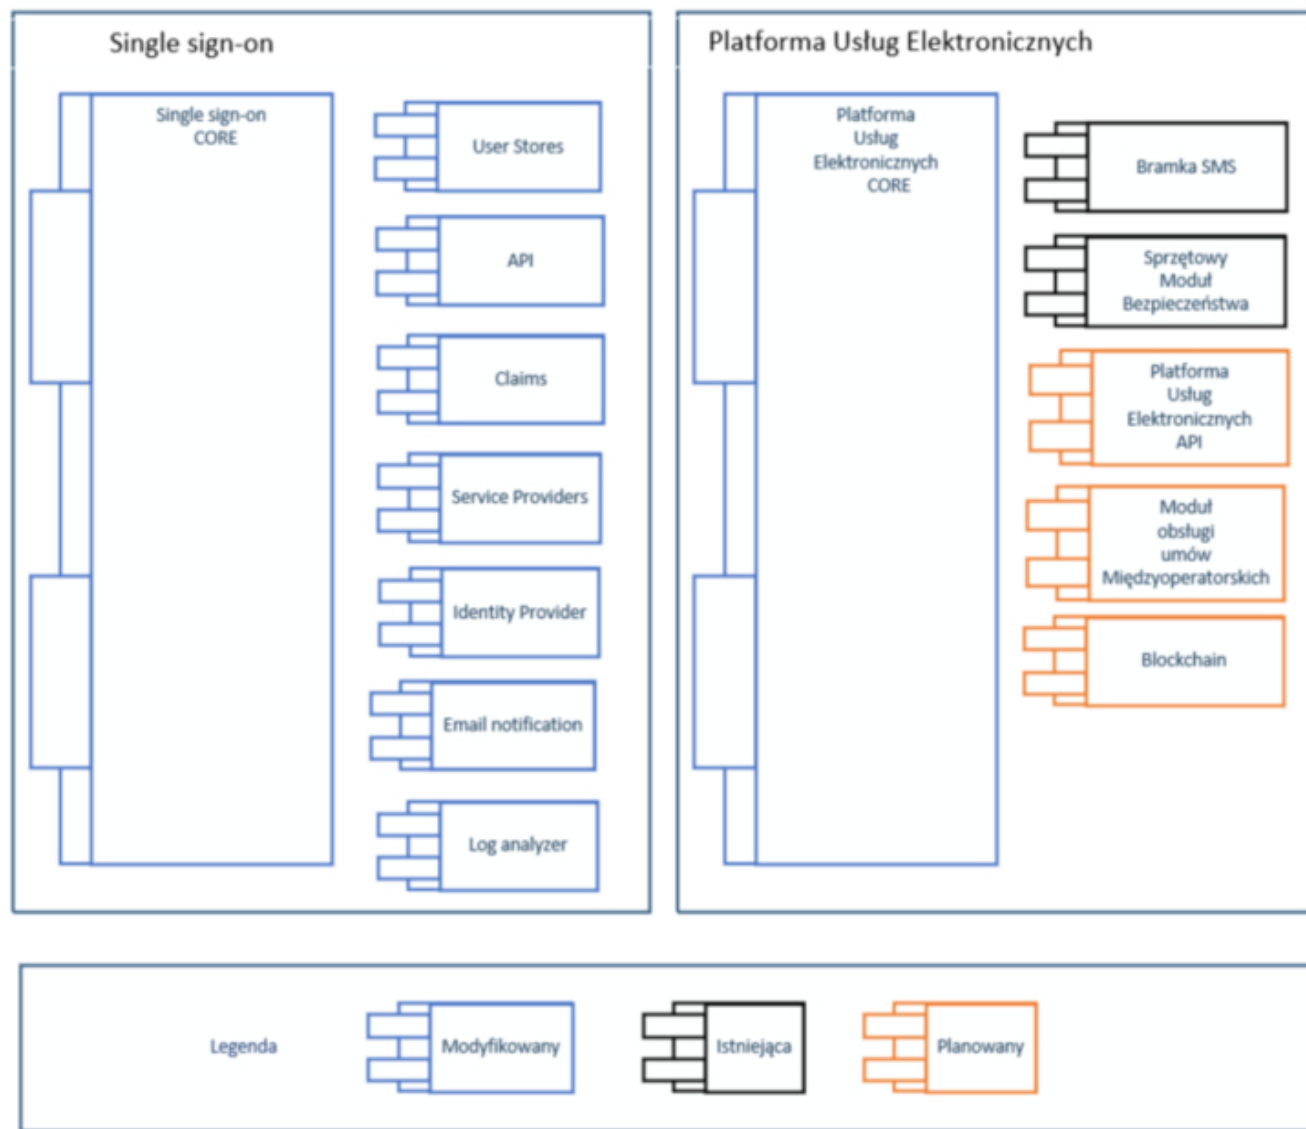 Single sign-on
Single sign-on
CORE
User Stores
API
Claims
Service Providers
Identity Provider
Email notification
Log analyzer
Platforma Usług Elektronicznych
Platforma
Usług
Elektronicznych
CORE
Bramka SMS
Sprzętowy
Moduł
Bezpieczeństwa
Platforma
Usług
Elektronicznych
API
Moduł
obsługi
umów
Międzyoperatorskich
Blockchain
Legenda
Modyfikowany
Istniejąca
Planowany